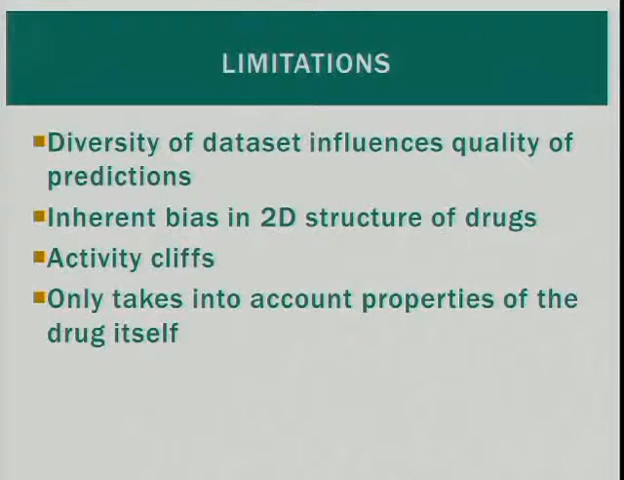 LIMITATIONS
Diversity of dataset influences quality of
predictions
Inherent bias in 2D structure of drugs
Activity cliffs
Only takes into account properties of the
drug itself